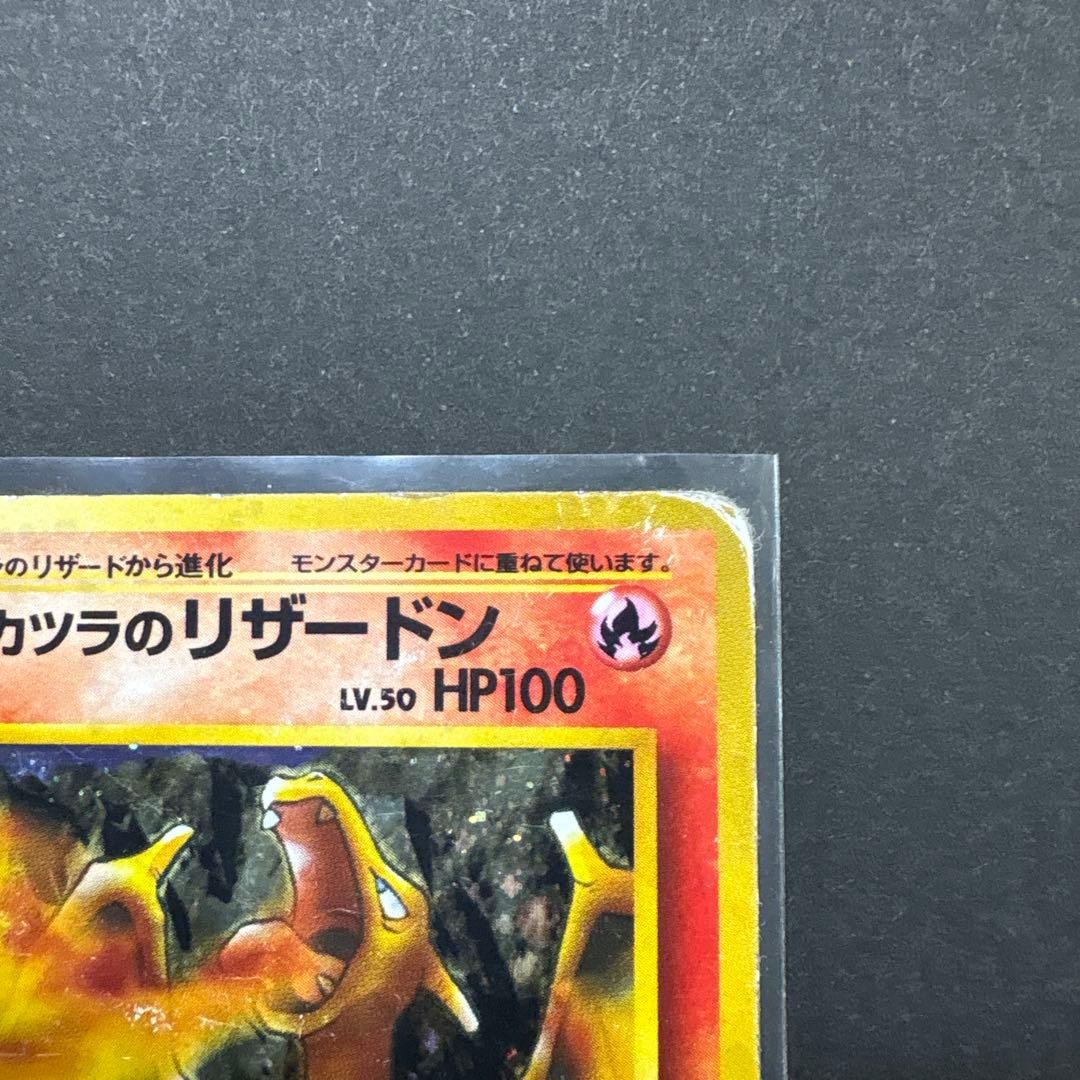 のリザードから進化 モンスターカードに重ねて使います。
カツラのリザードン
LV.50 HP100